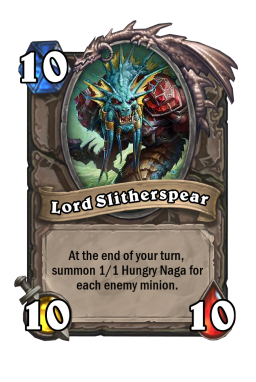 10
Lord Slitherspear
At the end of your turn,
summon 1/1 Hungry Naga for
each enemy minion.
10
10